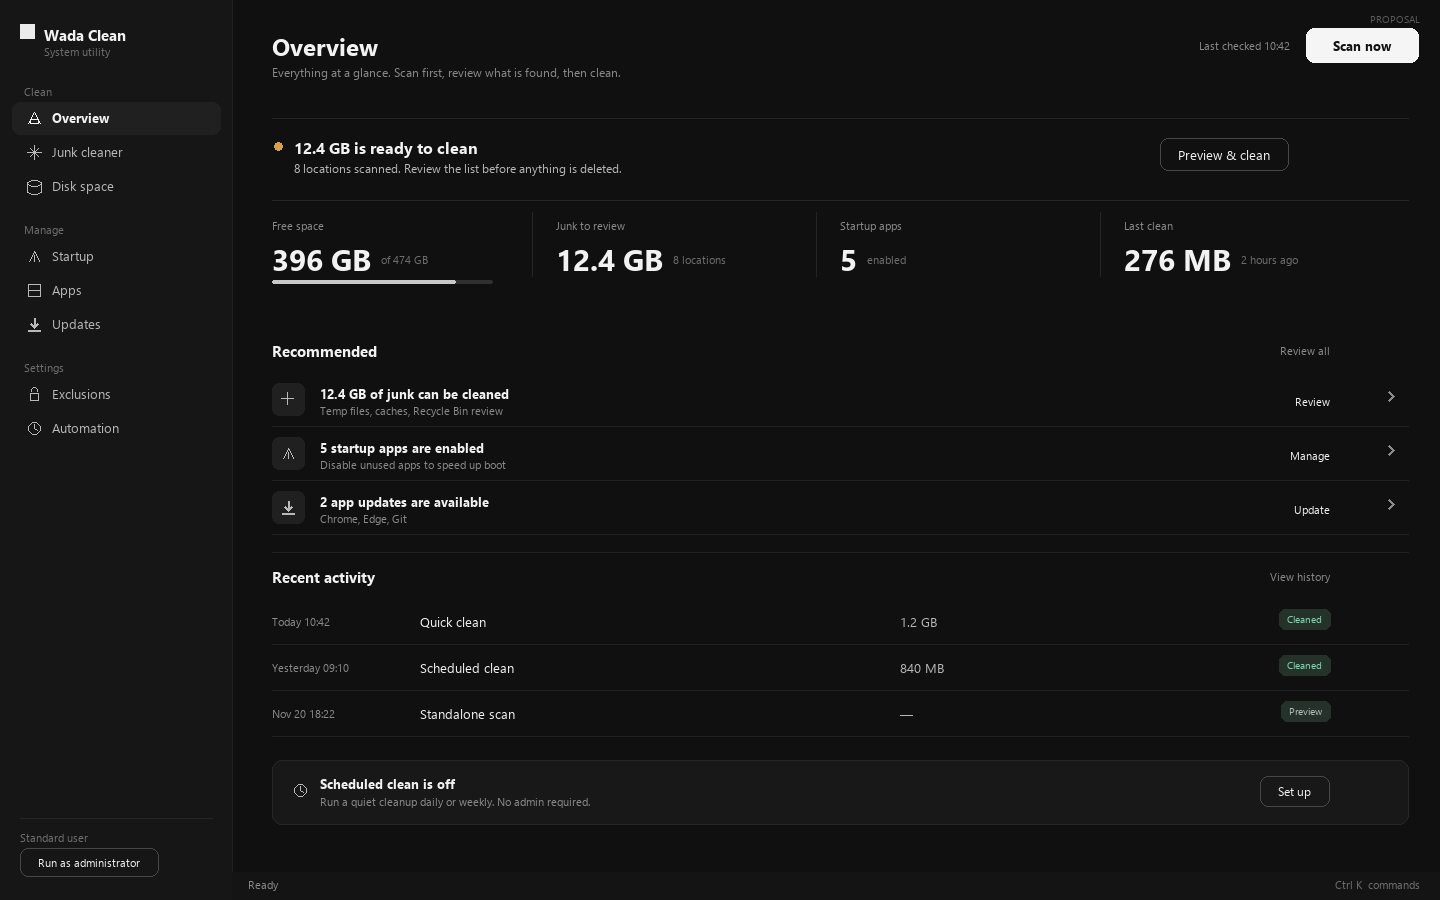 Wada Clean
System utility
Clean
Overview
Junk cleaner
Disk space
Manage
Startup
Apps
Updates
Settings
Exclusions
Automation
Standard user
Run as administrator
PROPOSAL
Overview
Everything at a glance. Scan first, review what is found, then clean.
Last checked 10:42
Scan now
12.4 GB is ready to clean
8 locations scanned. Review the list before anything is deleted.
Preview & clean
Free space
396 GB of 474 GB
Junk to review
12.4 GB 8 locations
Startup apps
5 enabled
Last clean
276 MB 2 hours ago
Recommended
Review all
12.4 GB of junk can be cleaned
Temp files, caches, Recycle Bin review
Review
5 startup apps are enabled
Disable unused apps to speed up boot
Manage
2 app updates are available
Chrome, Edge, Git
Update
Recent activity
View history
Today 10:42 Quick clean 1.2 GB Cleaned
Yesterday 09:10 Scheduled clean 840 MB Cleaned
Nov 20 18:22 Standalone scan — Preview
Scheduled clean is off
Run a quiet cleanup daily or weekly. No admin required.
Set up
Ready
Ctrl K commands